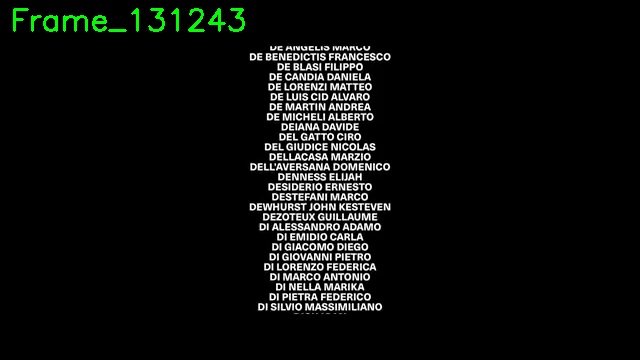 Frame_131243
DE ANGELIS MARCO
DE BENEDICTIS FRANCESCO
DE BLASI FILIPPO
DE CANDIA DANIELA
DE LORENZI MATTEO
DE LUIS CID ALVARO
DE MARTIN ANDREA
DE MICHELI ALBERTO
DEIANA DAVIDE
DEL GATTO CIRO
DEL GIUDICE NICOLAS
DELLACASA MARZIO
DELL'AVERSANA DOMENICO
DENNESS ELIJAH
DESIDERIO ERNESTO
DESTEFANI MARCO
DEWHURST JOHN KESTEVEN
DEZOTEUX GUILLAUME
DI ALESSANDRO ADAMO
DI EMIDIO CARLA
DI GIACOMO DIEGO
DI GIOVANNI PIETRO
DI LORENZO FEDERICA
DI MARCO ANTONIO
DI NELLA MARIKA
DI PIETRA FEDERICO
DI SILVIO MASSIMILIANO